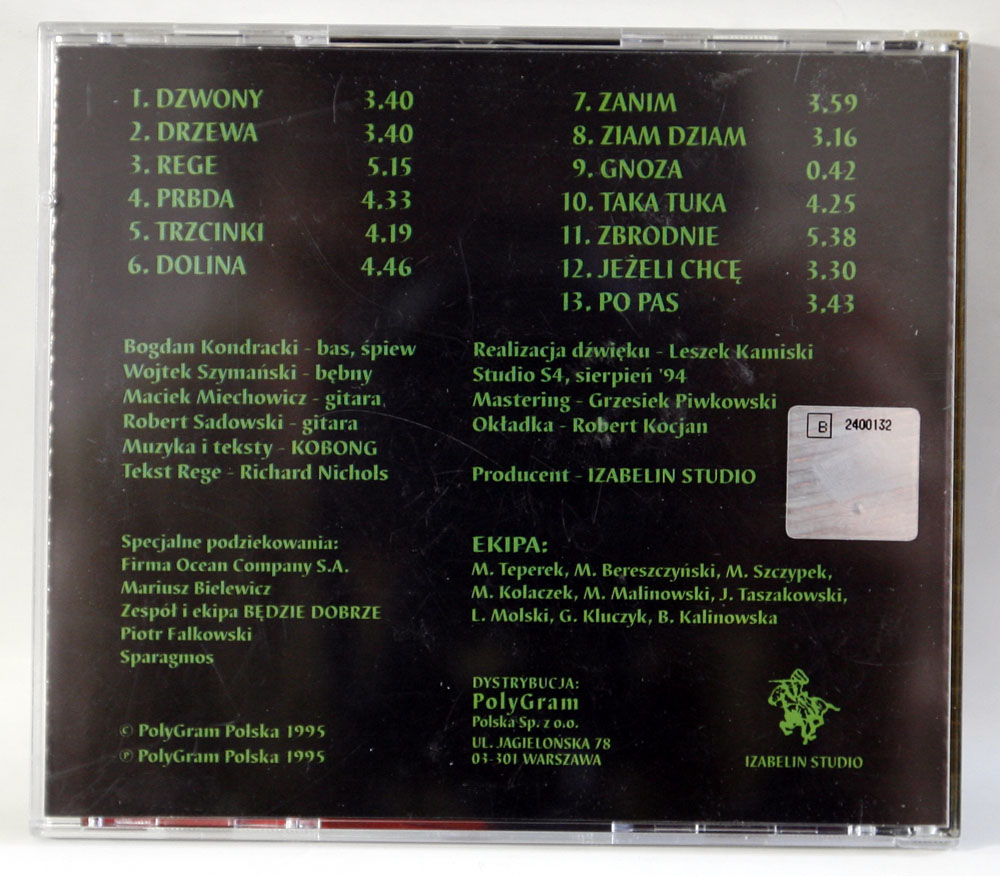 1. DZWONY 3.40
2. DRZEWA 3.40
3. REGE 5.15
4. PRBDA 4.33
5. TRZCINKI 4.19
6. DOLINA 4.46
7. ZANIM 3.59
8. ZIAM DZIAM 3.16
9. GNOZA 0.42
10. TAKA TUKA 4.25
11. ZBRODNIE 5.38
12. JEŻELI CHCĘ 3.30
13. PO PAS 3.43
Bogdan Kondracki - bas, śpiew
Wojtek Szymański - bębny
Maciek Miechowicz - gitara
Robert Sadowski - gitara
Muzyka i teksty - KOBONG
Tekst Rege - Richard Nichols
Realizacja dźwięku - Leszek Kamiski
Studio S4, sierpień '94
Mastering - Grzesiek Piwkowski
Okładka - Robert Kocjan
Producent - IZABELIN STUDIO
B 2400132
Specjalne podziekowania:
Firma Ocean Company S.A.
Mariusz Bielewicz
Zespół i ekipa BĘDZIE DOBRZE
Piotr Falkowski
Sparagmos
EKIPA:
M. Teperek, M. Bereszczyński, M. Szczypek,
M. Kolaczek, M. Malinowski, J. Taszakowski,
L. Molski, G. Kluczyk, B. Kalinowska
© PolyGram Polska 1995
℗ PolyGram Polska 1995
DYSTRYBUCJA:
PolyGram
Polska Sp. z o.o.
UL. JAGIELOŃSKA 78
03-301 WARSZAWA
IZABELIN STUDIO